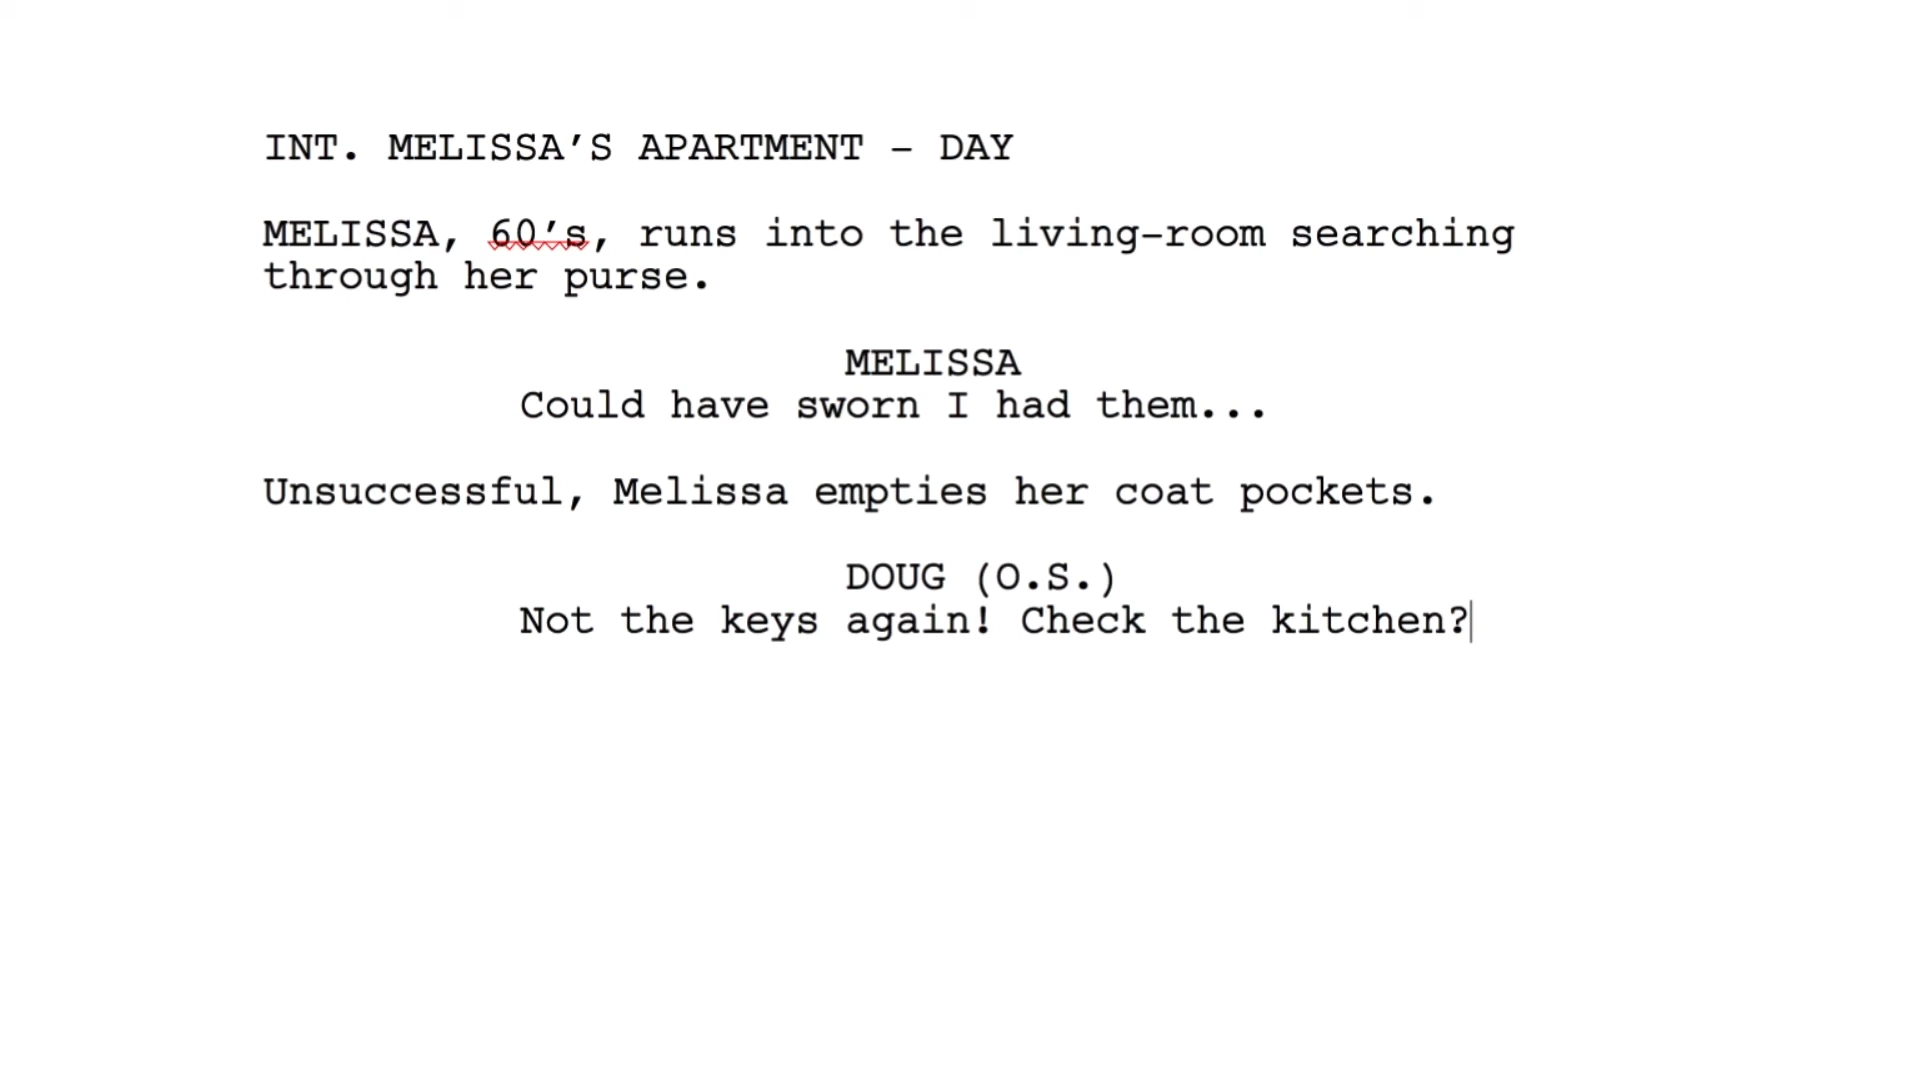 INT. MELISSA’S APARTMENT – DAY
MELISSA, 60’s, runs into the living–room searching
through her purse.
MELISSA
Could have sworn I had them...
Unsuccessful, Melissa empties her coat pockets.
DOUG (O.S.)
Not the keys again! Check the kitchen?